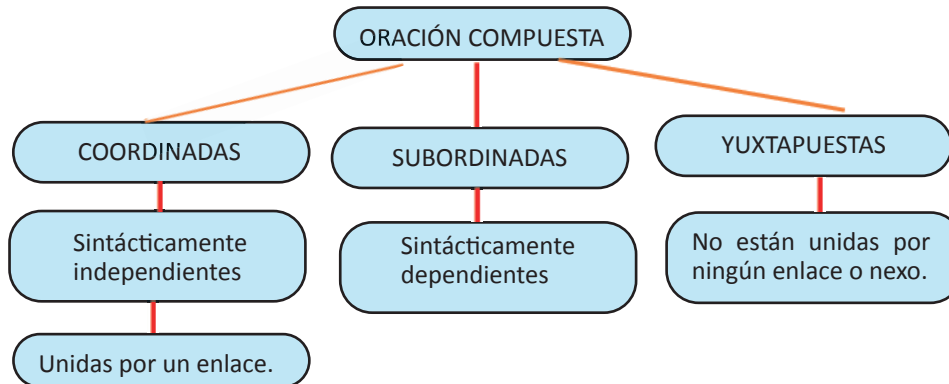 ORACIÓN COMPUESTA
COORDINADAS
SUBORDINADAS
YUXTAPUESTAS
Sintácticamente
independientes
Sintácticamente
dependientes
No están unidas por
ningún enlace o nexo.
Unidas por un enlace.